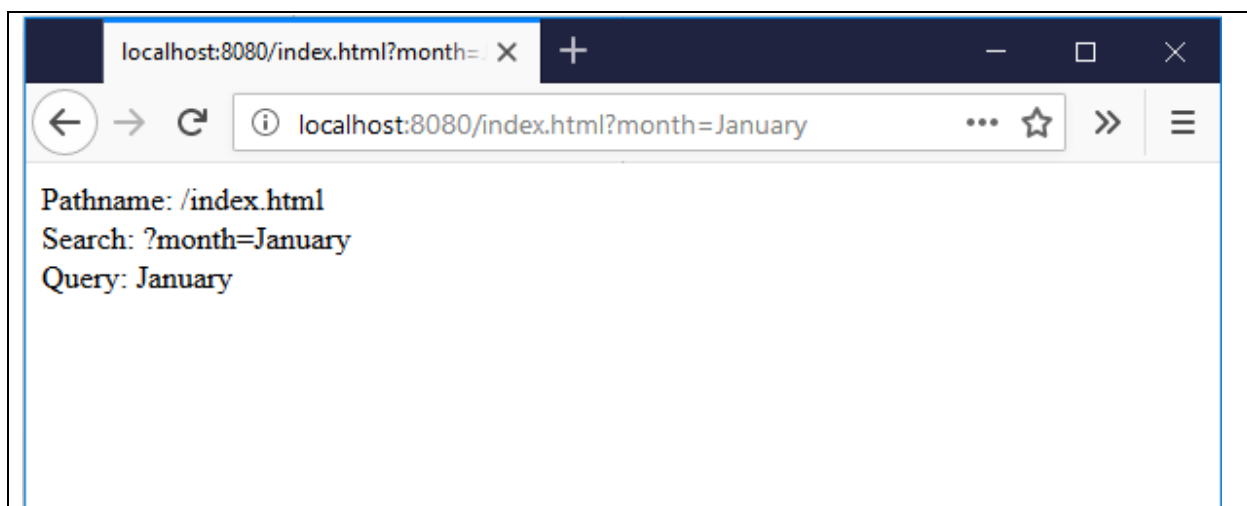 localhost:8080/index.html?month=
localhost:8080/index.html?month=January
Pathname: /index.html
Search: ?month=January
Query: January